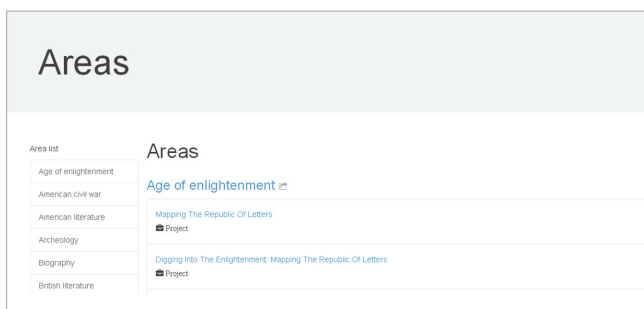 Areas
Area list
Age of enlightenment
American civil war
American literature
Archeology
Biography
British literature
Areas
Age of enlightenment
Mapping The Republic Of Letters
Project
Digging Into The Enlightenment: Mapping The Republic Of Letters
Project